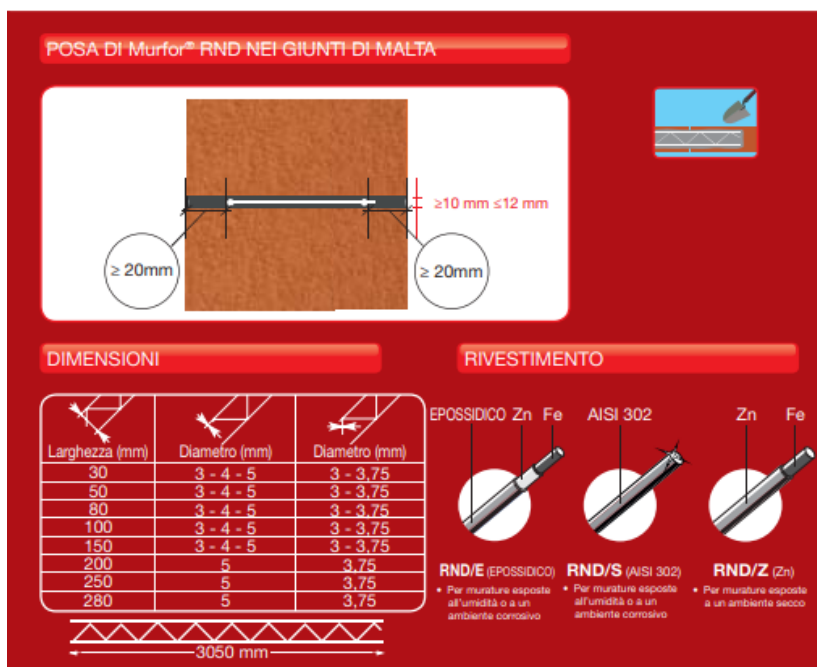 POSA DI Murfor® RND NEI GIUNTI DI MALTA
≥10 mm ≤12 mm
≥ 20mm
≥ 20mm
DIMENSIONI
Larghezza (mm) Diametro (mm) Diametro (mm)
30 3 - 4 - 5 3 - 3,75
50 3 - 4 - 5 3 - 3,75
80 3 - 4 - 5 3 - 3,75
100 3 - 4 - 5 3 - 3,75
150 3 - 4 - 5 3 - 3,75
200 5 3,75
250 5 3,75
280 5 3,75
3050 mm
RIVESTIMENTO
EPOSSIDICO Zn Fe
RND/E (EPOSSIDICO)
• Per murature esposte
all'umidità o a un
ambiente corrosivo
AISI 302
RND/S (AISI 302)
• Per murature esposte
all'umidità o a un
ambiente corrosivo
Zn Fe
RND/Z (Zn)
• Per murature esposte
a un ambiente secco